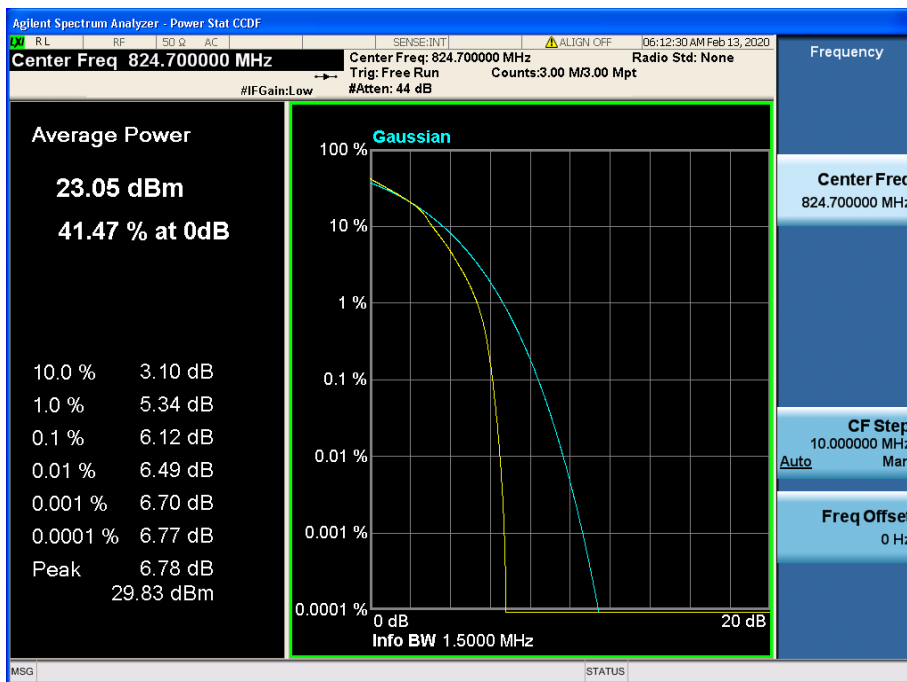 Agilent Spectrum Analyzer - Power Stat CCDF
LXI RL RF 50 Ω AC SENSE:INT ALIGN OFF 06:12:30 AM Feb 13, 2020
Center Freq 824.700000 MHz
Center Freq: 824.700000 MHz Radio Std: None
Trig: Free Run Counts:3.00 M/3.00 Mpt
#IFGain:Low #Atten: 44 dB
Average Power
23.05 dBm
41.47 % at 0dB
10.0 % 3.10 dB
1.0 % 5.34 dB
0.1 % 6.12 dB
0.01 % 6.49 dB
0.001 % 6.70 dB
0.0001 % 6.77 dB
Peak 6.78 dB
29.83 dBm
Gaussian
100 %
10 %
1 %
0.1 %
0.01 %
0.001 %
0.0001 %
0 dB 20 dB
Info BW 1.5000 MHz
Frequency
Center Freq
824.700000 MHz
CF Step
10.000000 MHz
Auto Man
Freq Offset
0 Hz
MSG STATUS